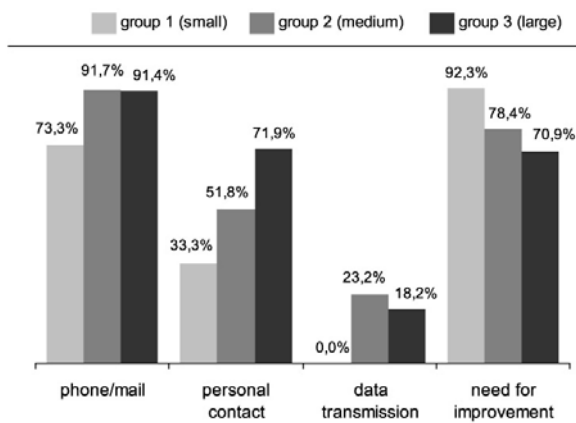 group 1 (small) group 2 (medium) group 3 (large)
73,3%
91,7%
91,4%
33,3%
51,8%
71,9%
0,0%
23,2%
18,2%
92,3%
78,4%
70,9%
phone/mail
personal
contact
data
transmission
need for
improvement